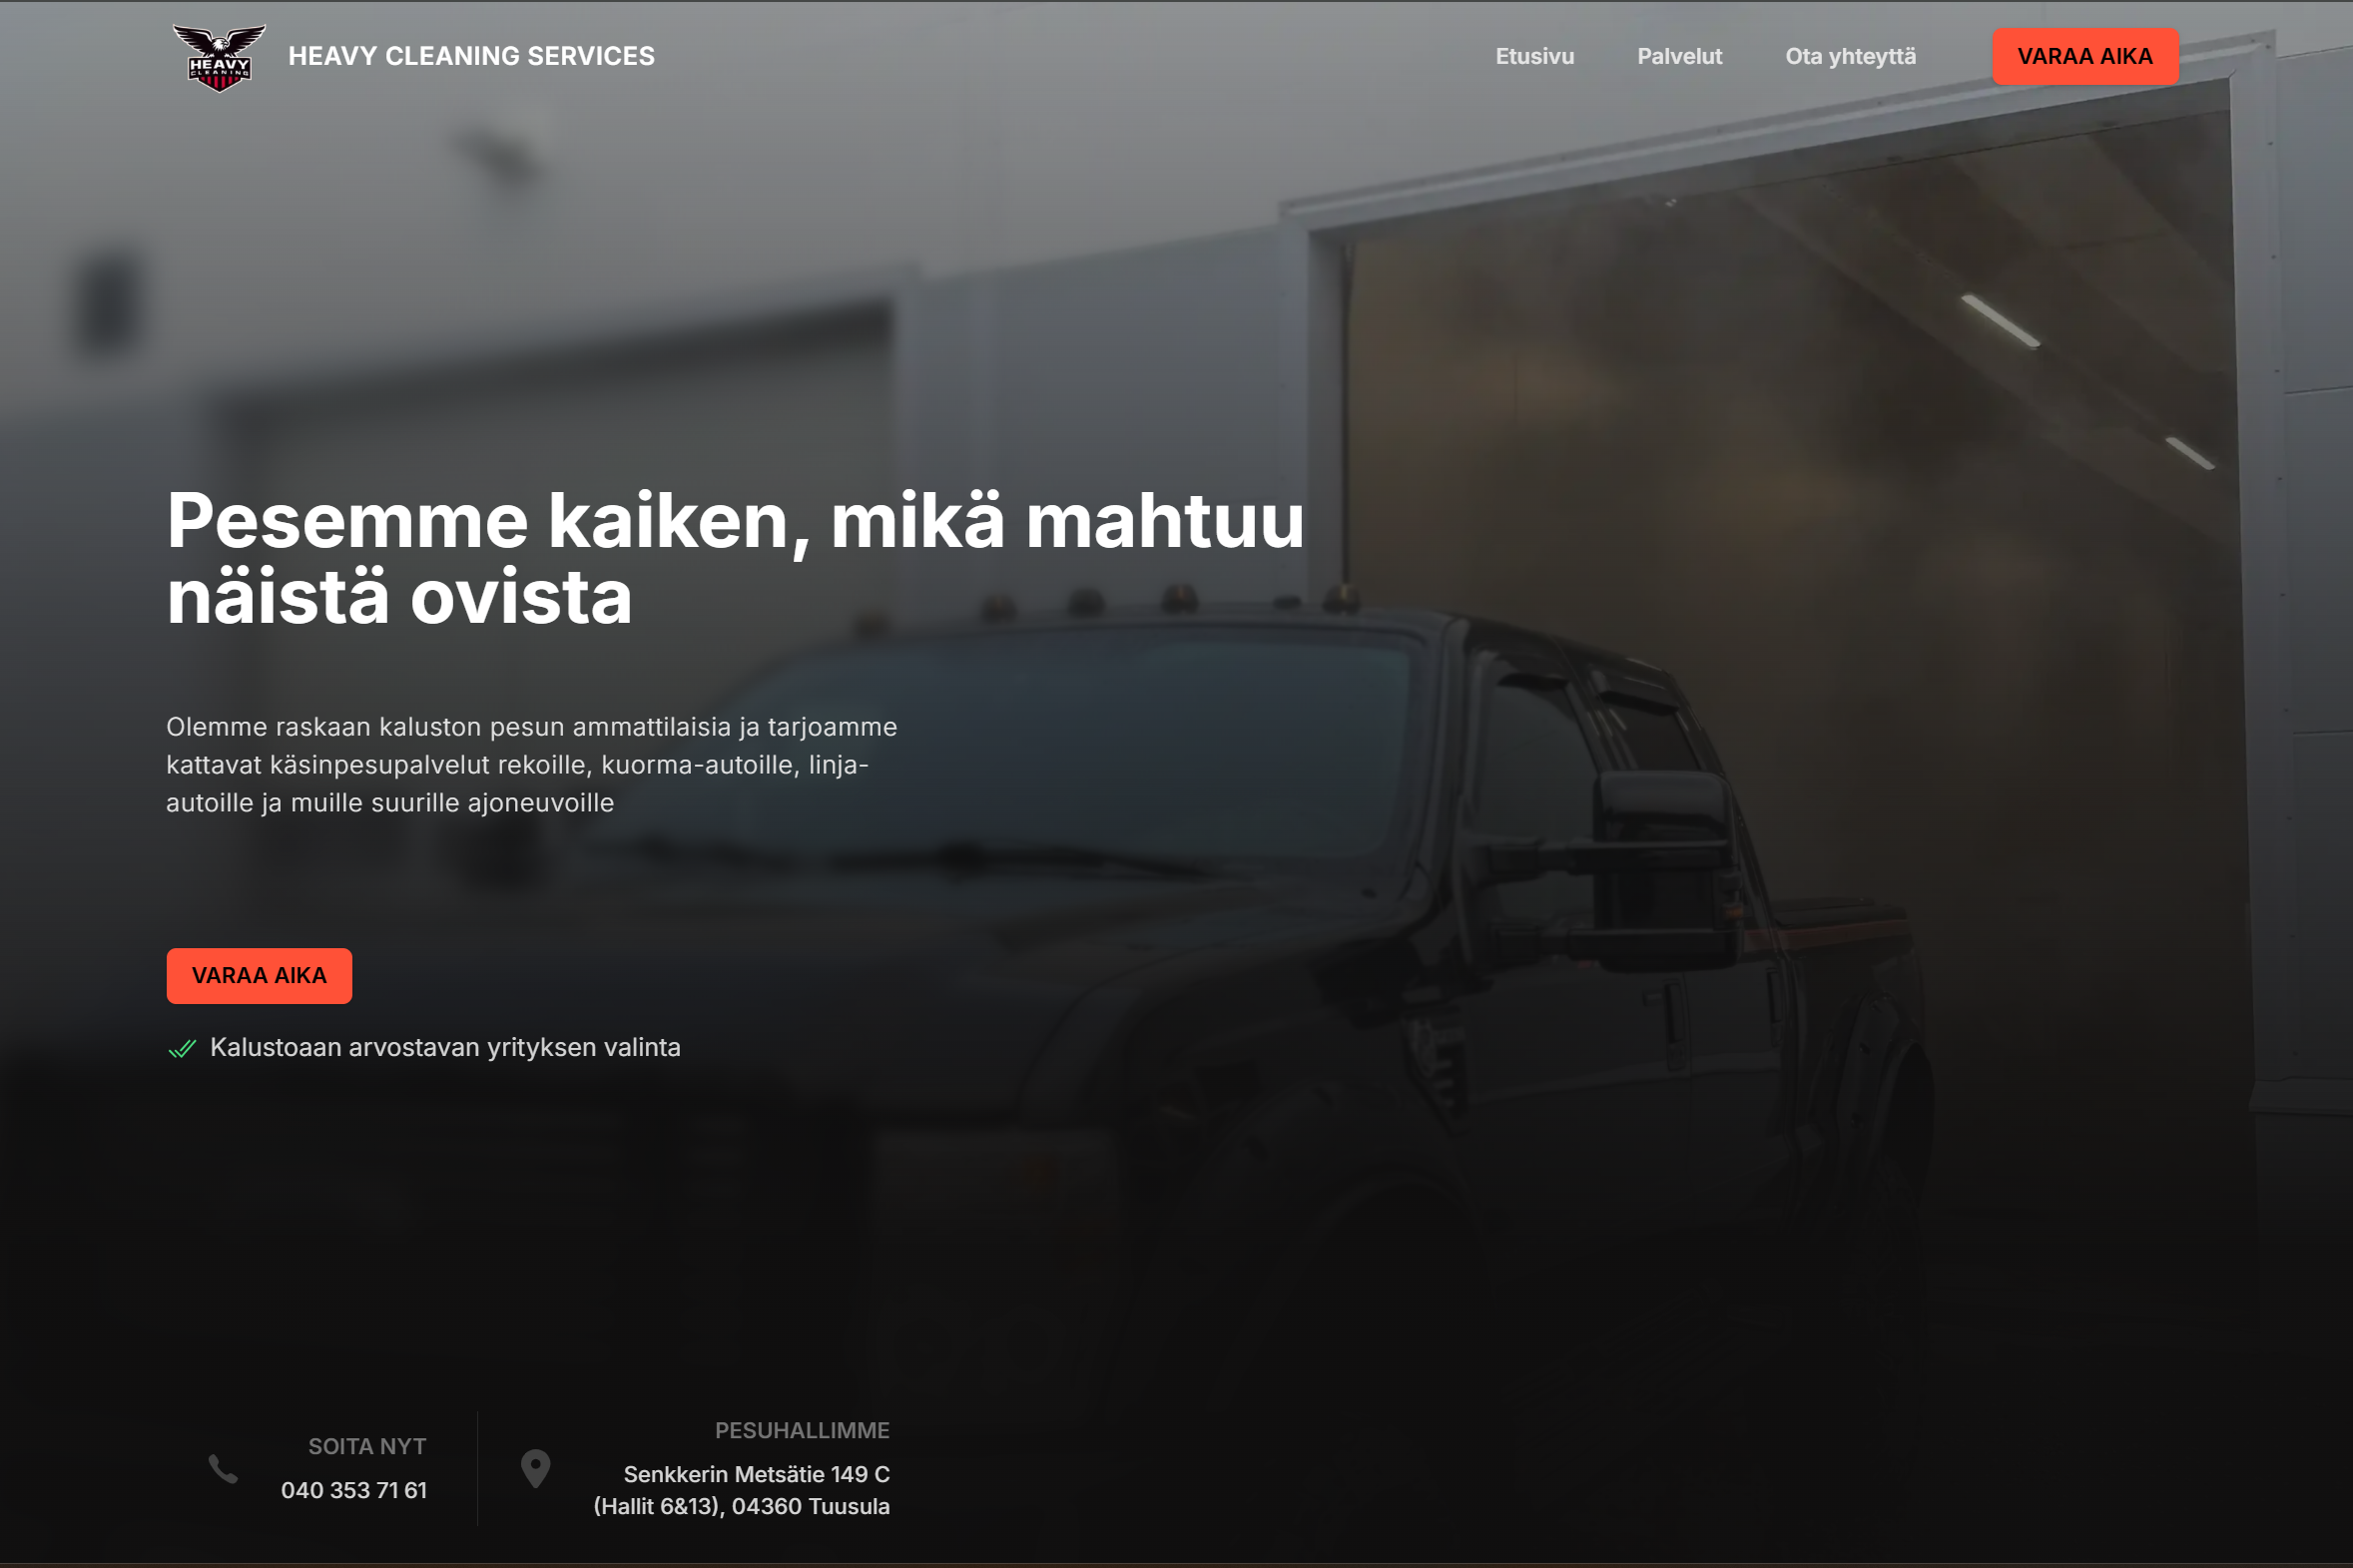 HEAVY
CLEANING
HEAVY CLEANING SERVICES
Etusivu
Palvelut
Ota yhteyttä
VARAA AIKA
Pesemme kaiken, mikä mahtuu
näistä ovista
Olemme raskaan kaluston pesun ammattilaisia ja tarjoamme
kattavat käsinpesupalvelut rekoille, kuorma-autoille, linja-
autoille ja muille suurille ajoneuvoille
VARAA AIKA
Kalustoaan arvostavan yrityksen valinta
SOITA NYT
040 353 71 61
PESUHALLIMME
Senkkerin Metsätie 149 C
(Hallit 6&13), 04360 Tuusula